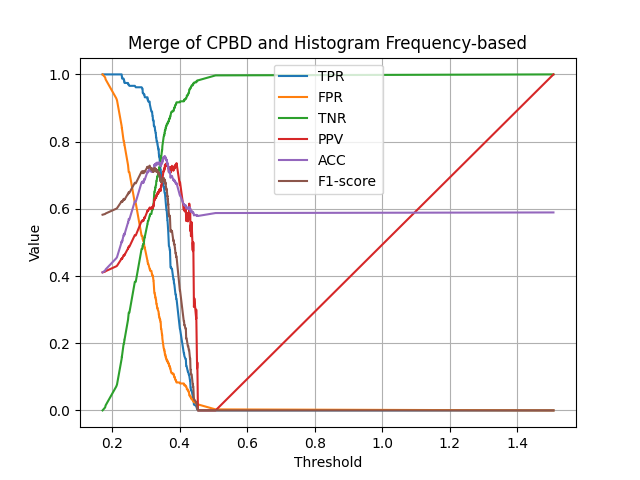 Merge of CPBD and Histogram Frequency-based
1.0
0.8
0.6
0.4
0.2
0.0
Value
TPR
FPR
TNR
PPV
ACC
F1-score
0.2 0.4 0.6 0.8 1.0 1.2 1.4
Threshold